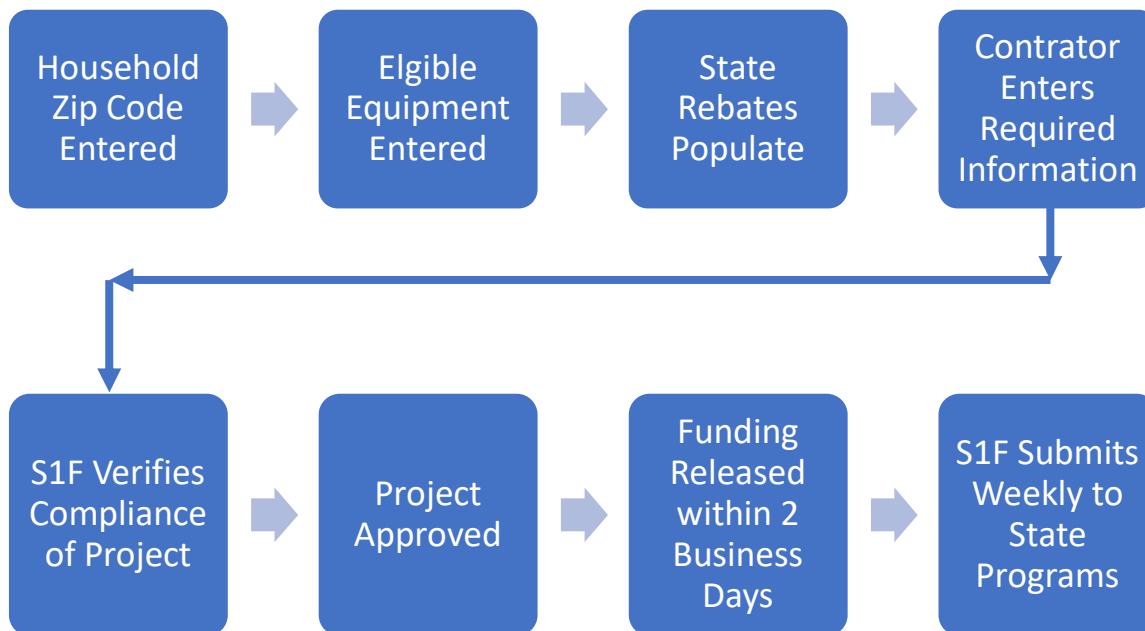 Household
Zip Code
Entered
Elgible
Equipment
Entered
State
Rebates
Populate
Contrator
Enters
Required
Information
S1F Verifies
Compliance
of Project
Project
Approved
Funding
Released
within 2
Business
Days
S1F Submits
Weekly to
State
Programs